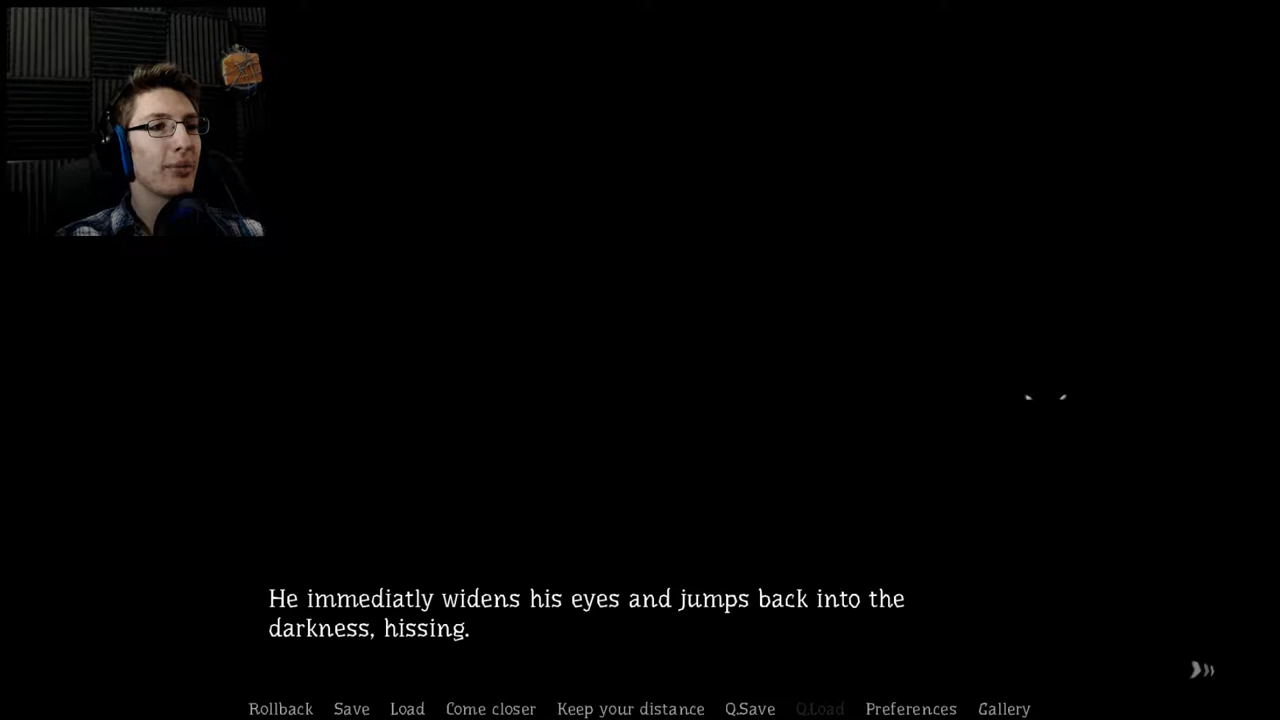 He immediatly widens his eyes and jumps back into the
darkness, hissing.
Rollback Save Load Come closer Keep your distance Q.Save Q.Load Preferences Gallery